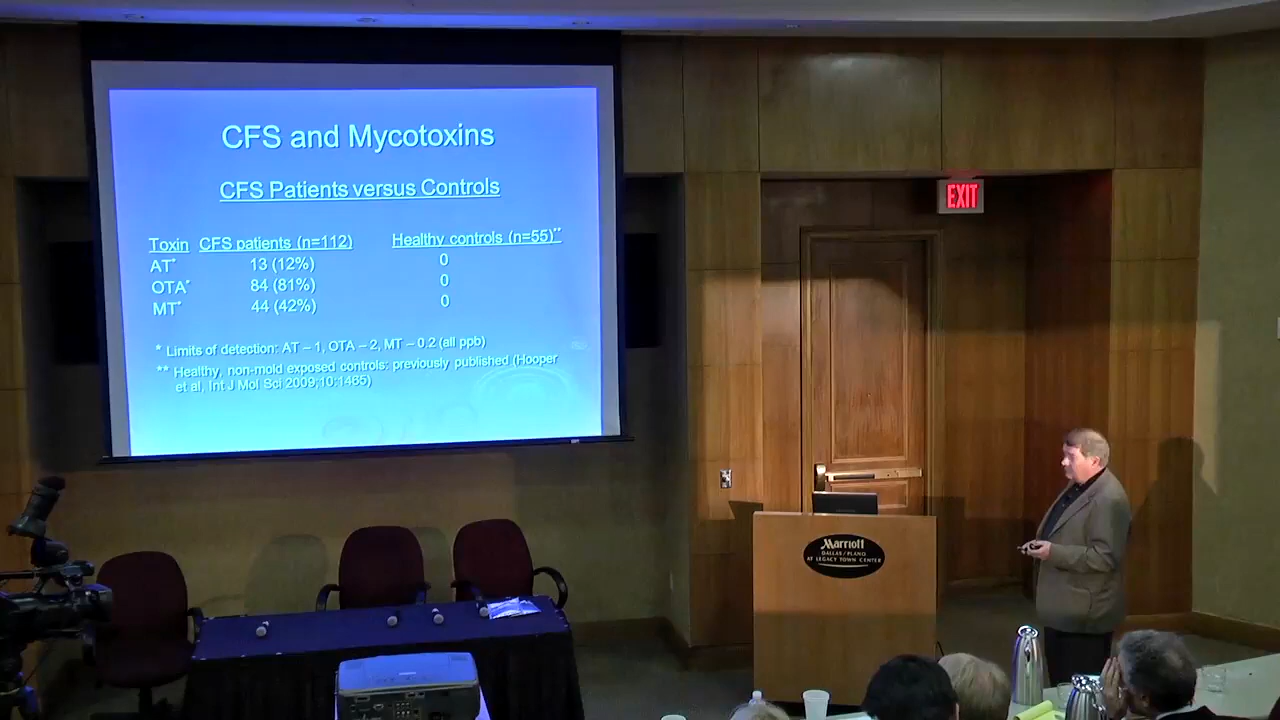 CFS and Mycotoxins
CFS Patients versus Controls
Toxin CFS patients (n=112) Healthy controls (n=55)**
AT* 13 (12%) 0
OTA* 84 (81%) 0
MT* 44 (42%) 0
* Limits of detection: AT – 1, OTA – 2, MT – 0.2 (all ppb)
** Healthy, non-mold exposed controls: previously published (Hooper
et al, Int J Mol Sci 2009;10:1465)
EXIT
Marriott
DALLAS/PLANO
AT LEGACY TOWN CENTER